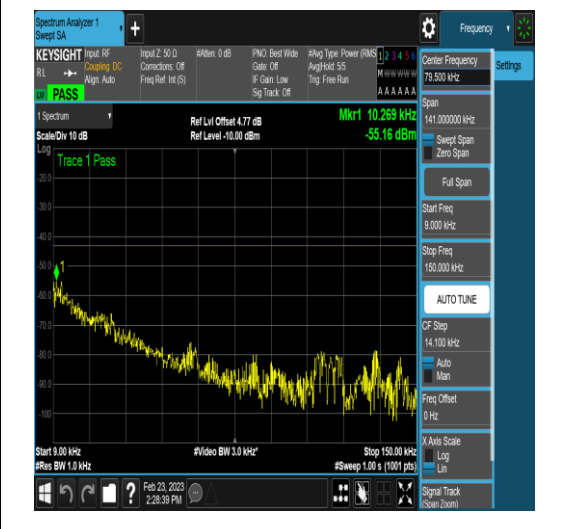 Spectrum Analyzer 1
Swept SA
Frequency
KEYSIGHT
RL
Input: RF
Coupling: DC
Align: Auto
Input Z: 50 Ω
Corrections: Off
Freq Ref: Int (S)
#Atten: 0 dB
PNO: Best Wide
Gate: Off
IF Gain: Low
Sig Track: Off
#Avg Type: Power (RMS
Avg|Hold: 5/5
Trig: Free Run
1 2 3 4 5 6
M w w w w w
A A A A A A
PASS
Center Frequency
79.500 kHz
Settings
Span
141.000000 kHz
Swept Span
Zero Span
Full Span
Start Freq
9.000 kHz
Stop Freq
150.000 kHz
AUTO TUNE
CF Step
14.100 kHz
Auto
Man
Freq Offset
0 Hz
X Axis Scale
Log
Lin
Signal Track
(Span Zoom)
1 Spectrum
Scale/Div 10 dB
Ref Lvl Offset 4.77 dB
Ref Level -10.00 dBm
Mkr1 10.269 kHz
-55.16 dBm
Log
Trace 1 Pass
-20.0
-30.0
-40.0
-50.0
1
-60.0
-70.0
-80.0
-90.0
-100
Start 9.00 kHz
#Video BW 3.0 kHz*
Stop 150.00 kHz
#Res BW 1.0 kHz
#Sweep 1.00 s (1001 pts)
?
Feb 23, 2023
2:28:39 PM